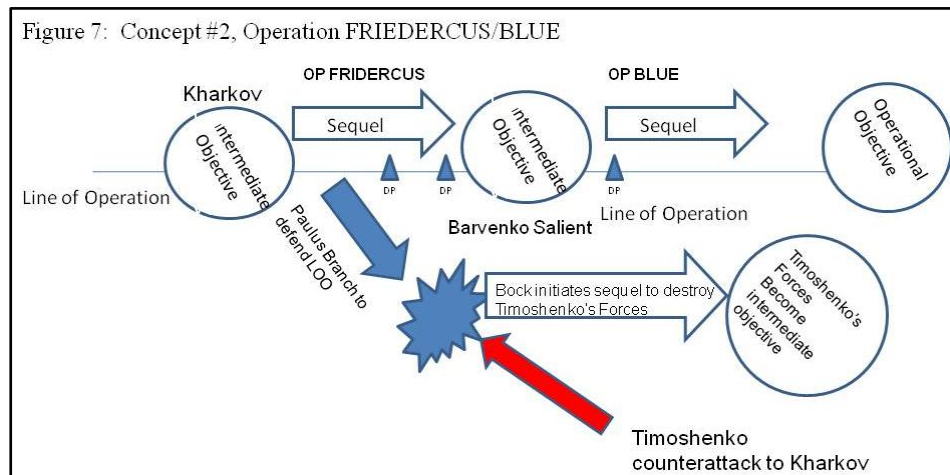 Figure 7: Concept #2, Operation FRIEDERCUS/BLUE
OP FRIDERCUS
OP BLUE
Kharkov
intermediate
Objective
Sequel
intermediate
Objective
Sequel
Operational
Objective
Line of Operation
DP
DP
DP
Barvenko Salient
Line of Operation
Paulus Branch to
defend LOO
Bock initiates sequel to destroy
Timoshenko's Forces
Timoshenko's
Forces
Become
intermediate
objective
Timoshenko
counterattack to Kharkov